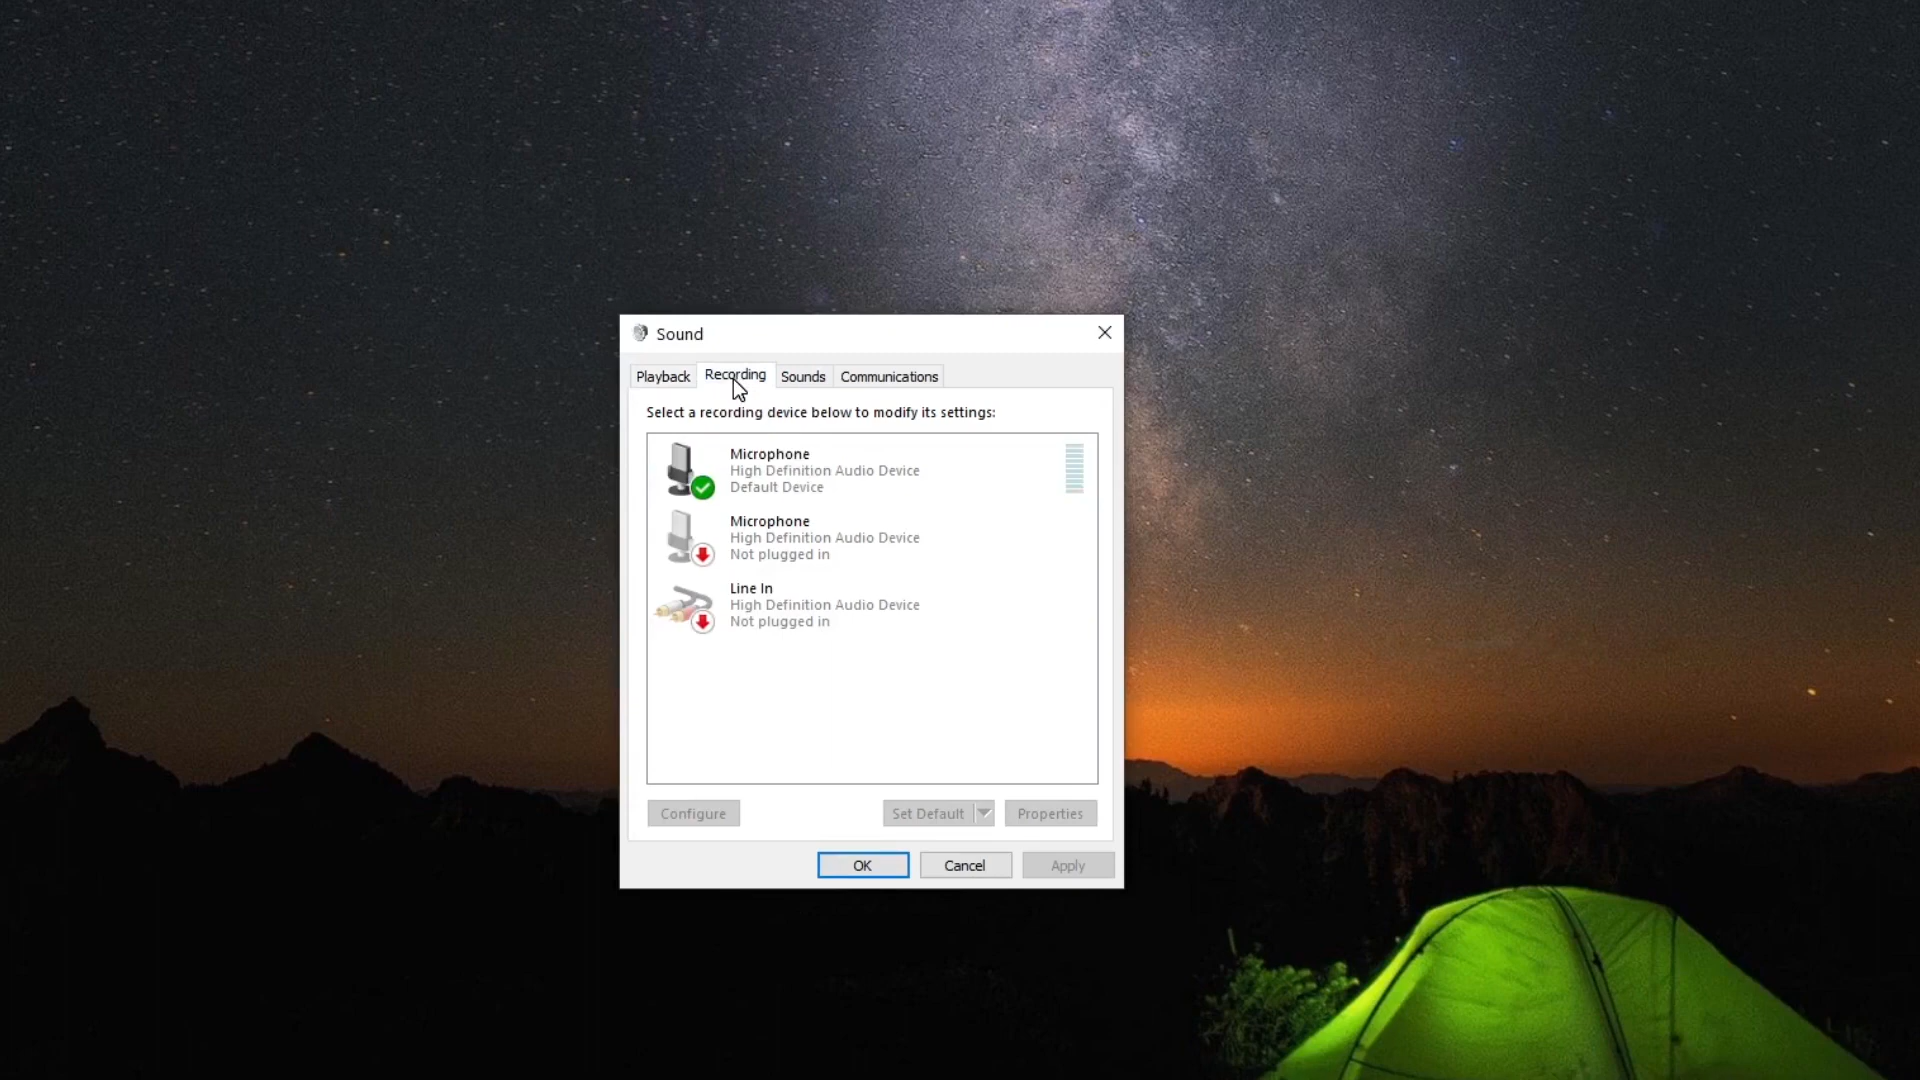 Sound
Playback
Recording
Sounds
Communications
Select a recording device below to modify its settings:
Microphone
High Definition Audio Device
Default Device
Microphone
High Definition Audio Device
Not plugged in
Line In
High Definition Audio Device
Not plugged in
Configure
Set Default
Properties
OK
Cancel
Apply